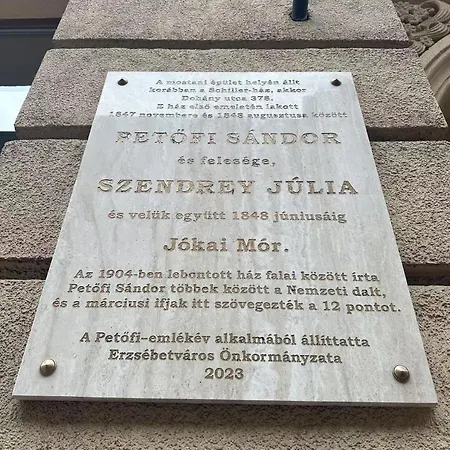 A mostani épület helyén állt
korábban a Schiller-ház, akkor
Dohány utca 378.
E ház első emeletén lakott
1847 novembere és 1848 augusztusa között
PETŐFI SÁNDOR
és felesége,
SZENDREY JÚLIA
és velük együtt 1848 júniusáig
Jókai Mór.
Az 1904-ben lebontott ház falai között írta
Petőfi Sándor többek között a Nemzeti dalt,
és a márciusi ifjak itt szövegezték a 12 pontot.
A Petőfi-emlékév alkalmából állíttatta
Erzsébetváros Önkormányzata
2023